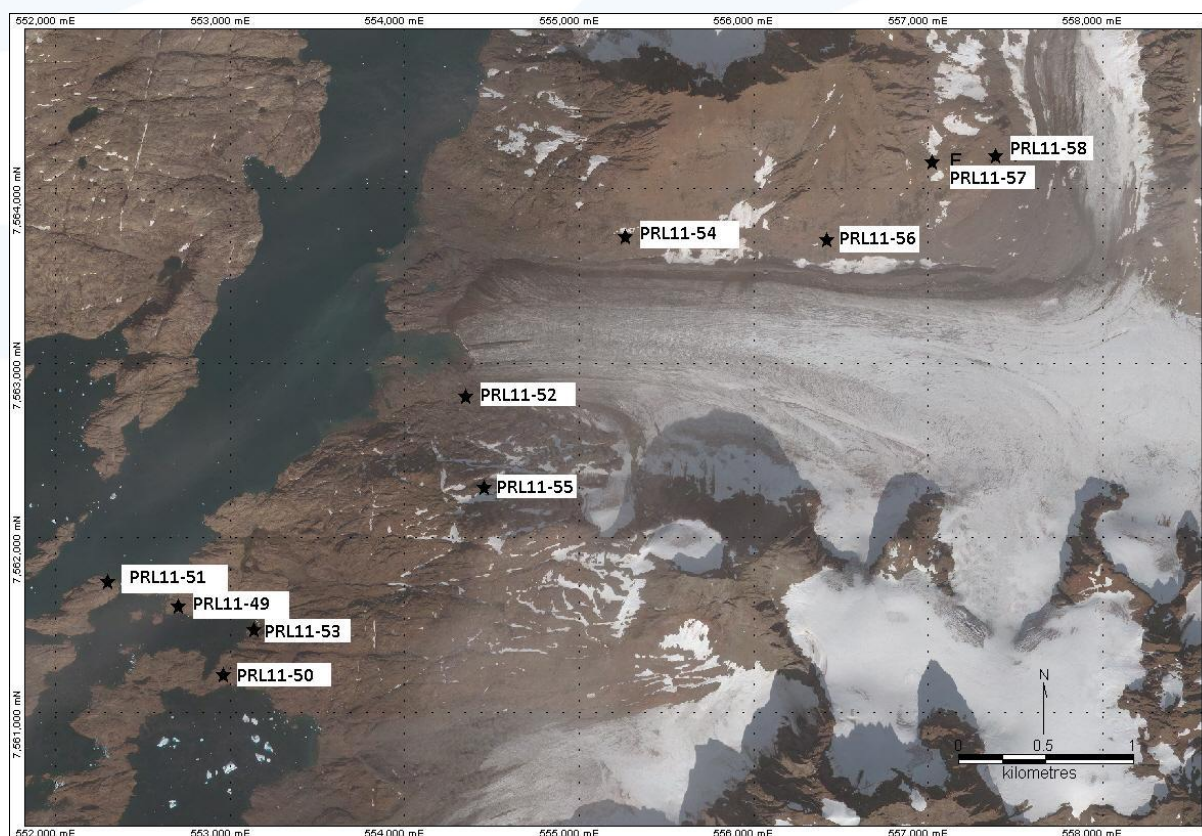 552,000 mE 553,000 mE 554,000 mE 555,000 mE 556,000 mE 557,000 mE 558,000 mE
PRL11-58
F
PRL11-57
7,564,000 mN
PRL11-54
PRL11-56
7,563,000 mN
PRL11-52
PRL11-55
7,562,000 mN
PRL11-51
PRL11-49
PRL11-53
PRL11-50
N
7,561,000 mN
0 0.5 1
kilometres
552,000 mE 553,000 mE 554,000 mE 555,000 mE 556,000 mE 557,000 mE 558,000 mE